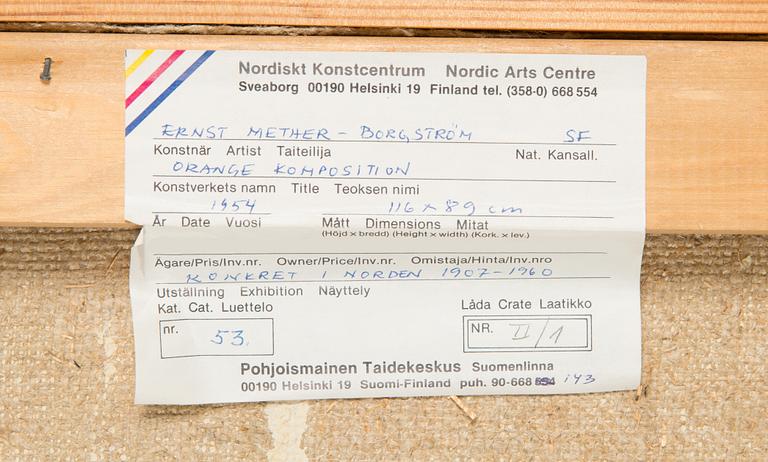 Nordiskt Konstcentrum Nordic Arts Centre
Sveaborg 00190 Helsinki 19 Finland tel. (358-0) 668 554
ERNST METHER-BORGSTRÖM SF
Konstnär Artist Taiteilija Nat. Kansall.
ORANGE KOMPOSITION
Konstverkets namn Title Teoksen nimi
1954 116 x 89 cm
År Date Vuosi Mått Dimensions Mitat
(Höjd x bredd) (Height x width) (Kork. x lev.)
Ägare/Pris/Inv.nr. Owner/Price/Inv.nr. Omistaja/Hinta/Inv.nro
KONKRET I NORDEN 1907-1960
Utställning Exhibition Näyttely
Kat. Cat. Luettelo Låda Crate Laatikko
nr. 53. NR. II/1
Pohjoismainen Taidekeskus Suomenlinna
00190 Helsinki 19 Suomi-Finland puh. 90-668 143